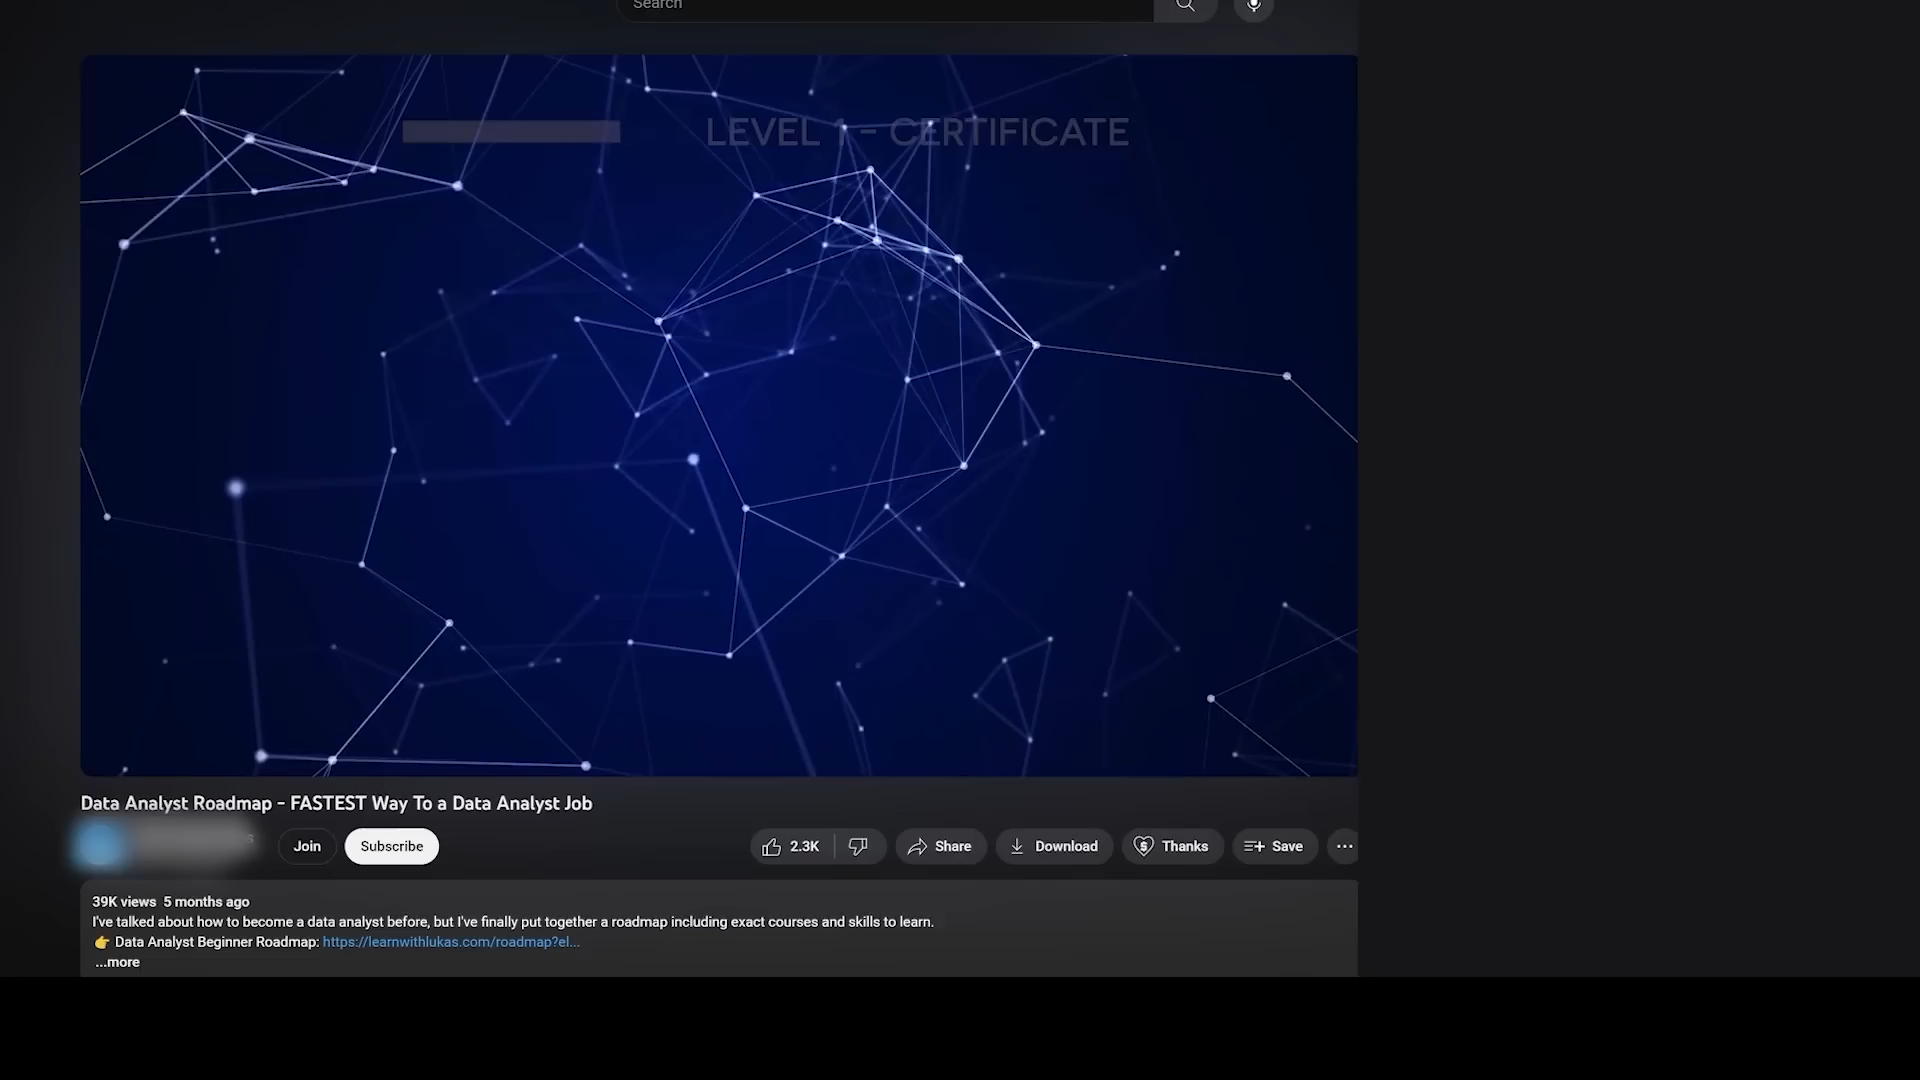 Search
LEVEL 1 - CERTIFICATE
Data Analyst Roadmap - FASTEST Way To a Data Analyst Job
Join
Subscribe
2.3K
Share
Download
Thanks
Save
39K views 5 months ago
I've talked about how to become a data analyst before, but I've finally put together a roadmap including exact courses and skills to learn.
👉 Data Analyst Beginner Roadmap: https://learnwithlukas.com/roadmap?el...
...more